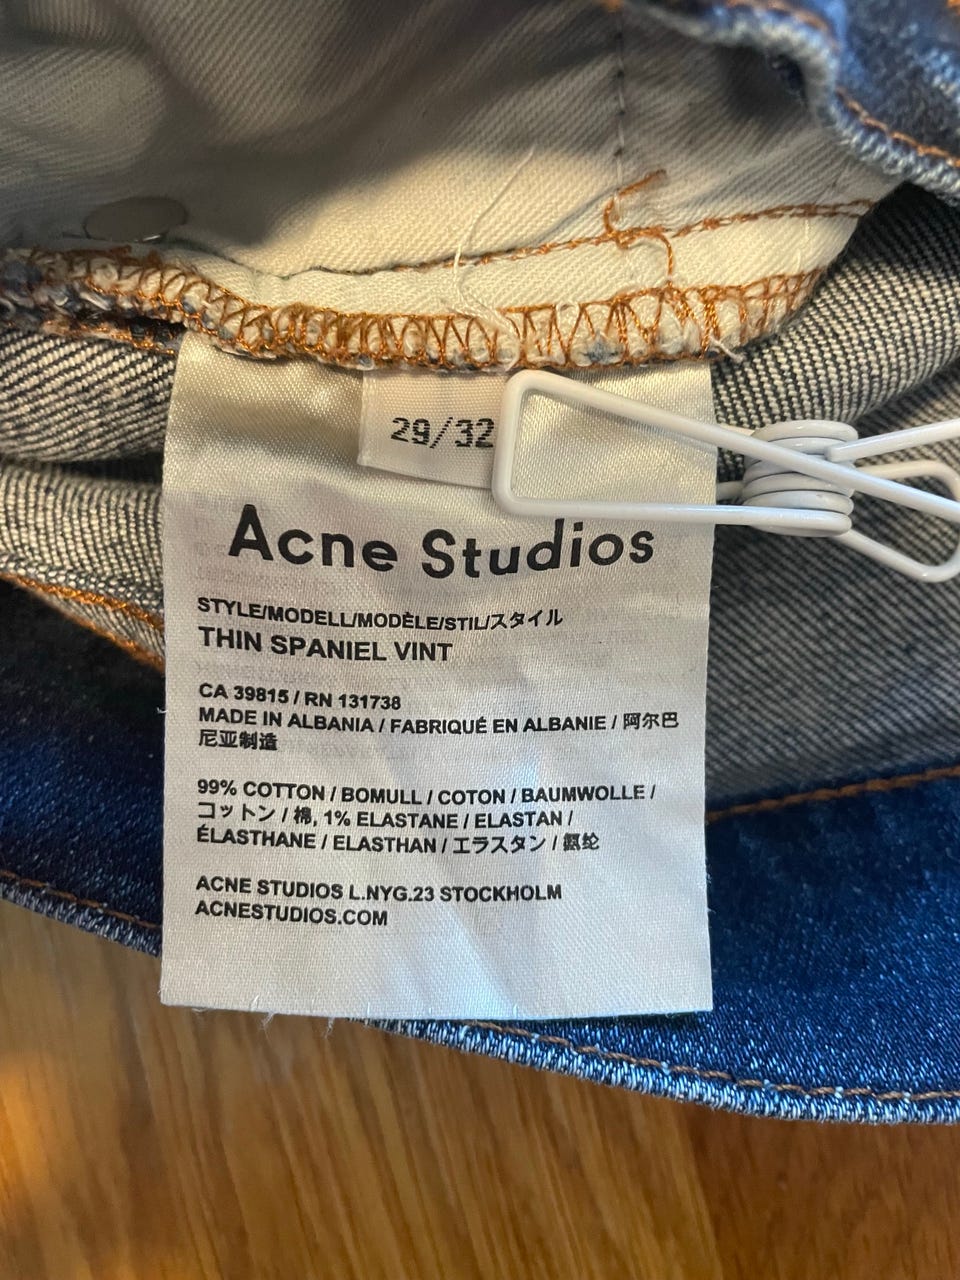 29/32
Acne Studios
STYLE/MODELL/MODÈLE/STIL/スタイル
THIN SPANIEL VINT
CA 39815 / RN 131738
MADE IN ALBANIA / FABRIQUÉ EN ALBANIE / 阿尔巴
尼亚制造
99% COTTON / BOMULL / COTON / BAUMWOLLE /
コットン / 棉, 1% ELASTANE / ELASTAN /
ÉLASTHANE / ELASTHAN / エラスタン / 氨纶
ACNE STUDIOS L.NYG.23 STOCKHOLM
ACNESTUDIOS.COM